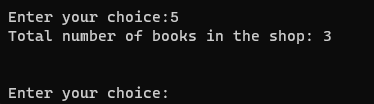 Enter your choice:5
Total number of books in the shop: 3
Enter your choice: